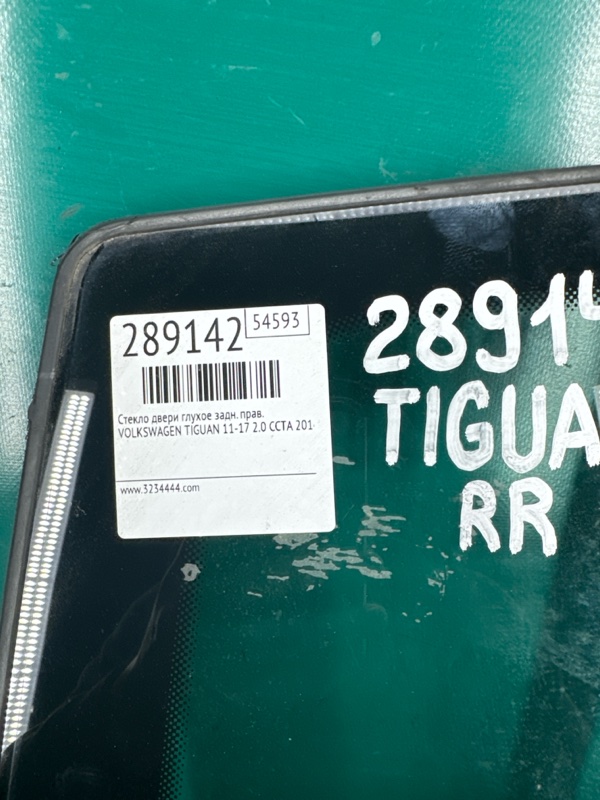 289142
54593
Стекло двери глухое задн. прав.
VOLKSWAGEN TIGUAN 11-17 2.0 CCTA 201
www.3234444.com
2891
TIGUA
RR